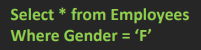 Select * from Employees
Where Gender = ‘F’